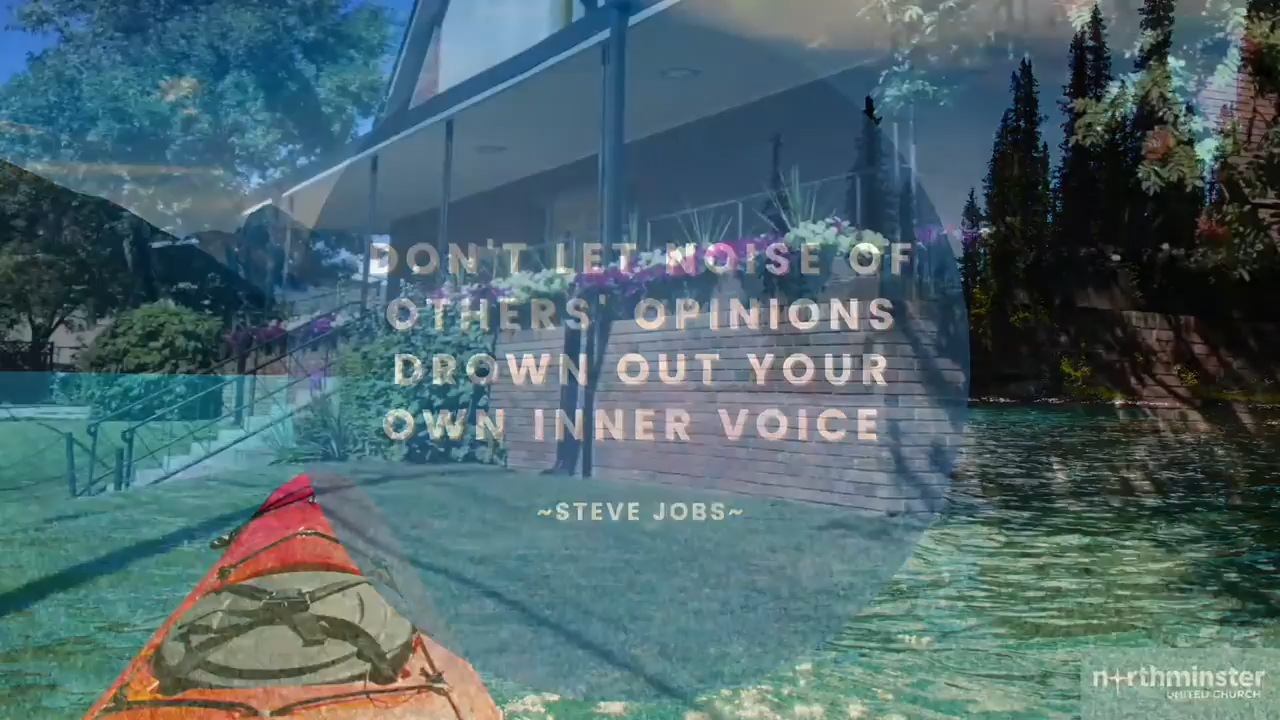 DON'T LET NOISE OF
OTHERS' OPINIONS
DROWN OUT YOUR
OWN INNER VOICE
~STEVE JOBS~
northminster
UNITED CHURCH